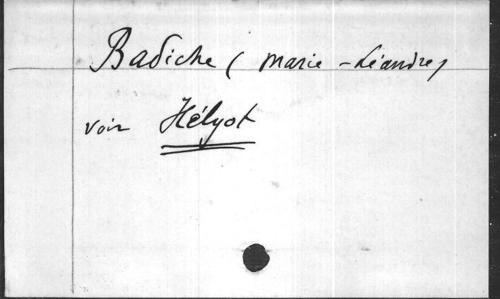 Badiche (Marie-Léandre)
voir Hélyot